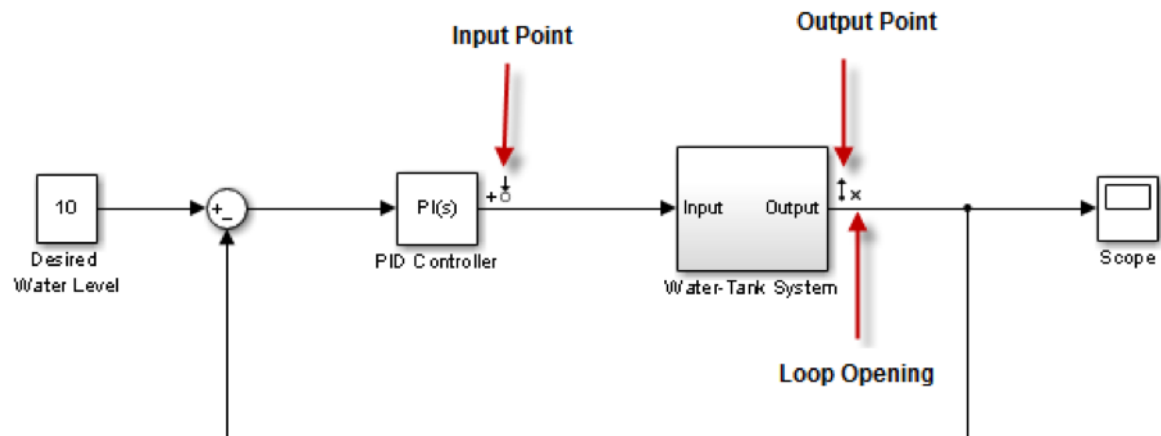 Input Point
Output Point
10
Desired
Water Level
+
-
PI(s)
PID Controller
+
Input
Output
x
Water-Tank System
Scope
Loop Opening